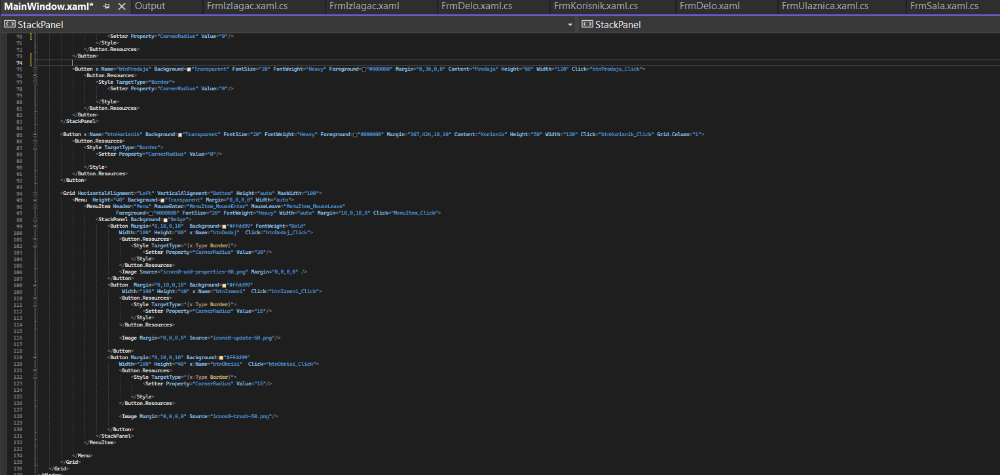 MainWindow.xaml* Output FrmIzlagac.xaml.cs FrmIzlagac.xaml FrmDelo.xaml.cs FrmKorisnik.xaml.cs FrmDelo.xaml FrmUlaznica.xaml.cs FrmSala.xaml.cs
StackPanel StackPanel
70 <Setter Property="CornerRadius" Value="0"/>
71 </Style>
72 </Button.Resources>
73 </Button>
74
75 <Button x:Name="btnProdaja" Background="Transparent" FontSize="20" FontWeight="Heavy" Foreground="#000000" Margin="0,30,0,0" Content="Prodaja" Height="50" Width="120" Click="btnProdaja_Click">
76 <Button.Resources>
77 <Style TargetType="Border">
78 <Setter Property="CornerRadius" Value="0"/>
79
80 </Style>
81 </Button.Resources>
82 </Button>
83 </StackPanel>
84
85 <Button x:Name="btnKorisnik" Background="Transparent" FontSize="20" FontWeight="Heavy" Foreground="#000000" Margin="367,424,10,10" Content="Korisnik" Height="50" Width="120" Click="btnKorisnik_Click" Grid.Column="1">
86 <Button.Resources>
87 <Style TargetType="Border">
88 <Setter Property="CornerRadius" Value="0"/>
89
90 </Style>
91 </Button.Resources>
92 </Button>
93
94 <Grid HorizontalAlignment="Left" VerticalAlignment="Bottom" Height="auto" MaxWidth="100">
95 <Menu Height="40" Background="Transparent" Margin="0,0,0,0" Width="auto">
96 <MenuItem Header="Menu" MouseEnter="MenuItem_MouseEnter" MouseLeave="MenuItem_MouseLeave"
97 Foreground="#000000" FontSize="20" FontWeight="Heavy" Width="auto" Margin="10,0,10,0" Click="MenuItem_Click">
98 <StackPanel Background="Beige">
99 <Button Margin="0,10,0,10" Background="#ffdd99" FontWeight="Bold"
100 Width="100" Height="40" x:Name="btnDodaj" Click="btnDodaj_Click">
101 <Button.Resources>
102 <Style TargetType="{x:Type Border}">
103 <Setter Property="CornerRadius" Value="20"/>
104 </Style>
105 </Button.Resources>
106 <Image Source="icons8-add-properties-80.png" Margin="0,0,0,0" />
107 </Button>
108 <Button Margin="0,10,0,10" Background="#ffdd99"
109 Width="100" Height="40" x:Name="btnIzmeni" Click="btnIzmeni_Click">
110 <Button.Resources>
111 <Style TargetType="{x:Type Border}">
112 <Setter Property="CornerRadius" Value="15"/>
113 </Style>
114 </Button.Resources>
115
116 <Image Margin="0,0,0,0" Source="icons8-update-50.png"/>
117
118 </Button>
119 <Button Margin="0,10,0,10" Background="#ffdd99"
120 Width="100" Height="40" x:Name="btnObrisi" Click="btnObrisi_Click">
121 <Button.Resources>
122 <Style TargetType="{x:Type Border}">
123 <Setter Property="CornerRadius" Value="15"/>
124
125 </Style>
126 </Button.Resources>
127
128 <Image Margin="0,0,0,0" Source="icons8-trash-50.png"/>
129
130 </Button>
131 </StackPanel>
132 </MenuItem>
133
134 </Menu>
135 </Grid>
136 </Grid>